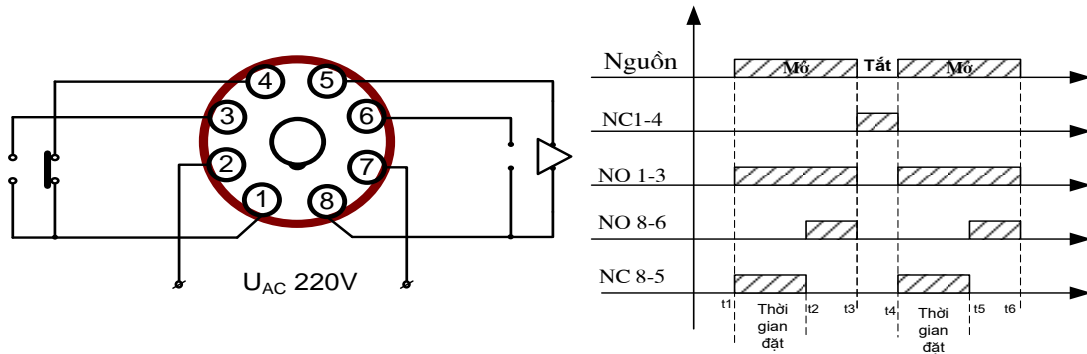 4
5
3
6
2
7
1
8
U_AC 220V
Nguồn
Mở
Tắt
Mở
NC1-4
NO 1-3
NO 8-6
NC 8-5
t1
t2
t3
t4
t5
t6
Thời
gian
đặt
Thời
gian
đặt